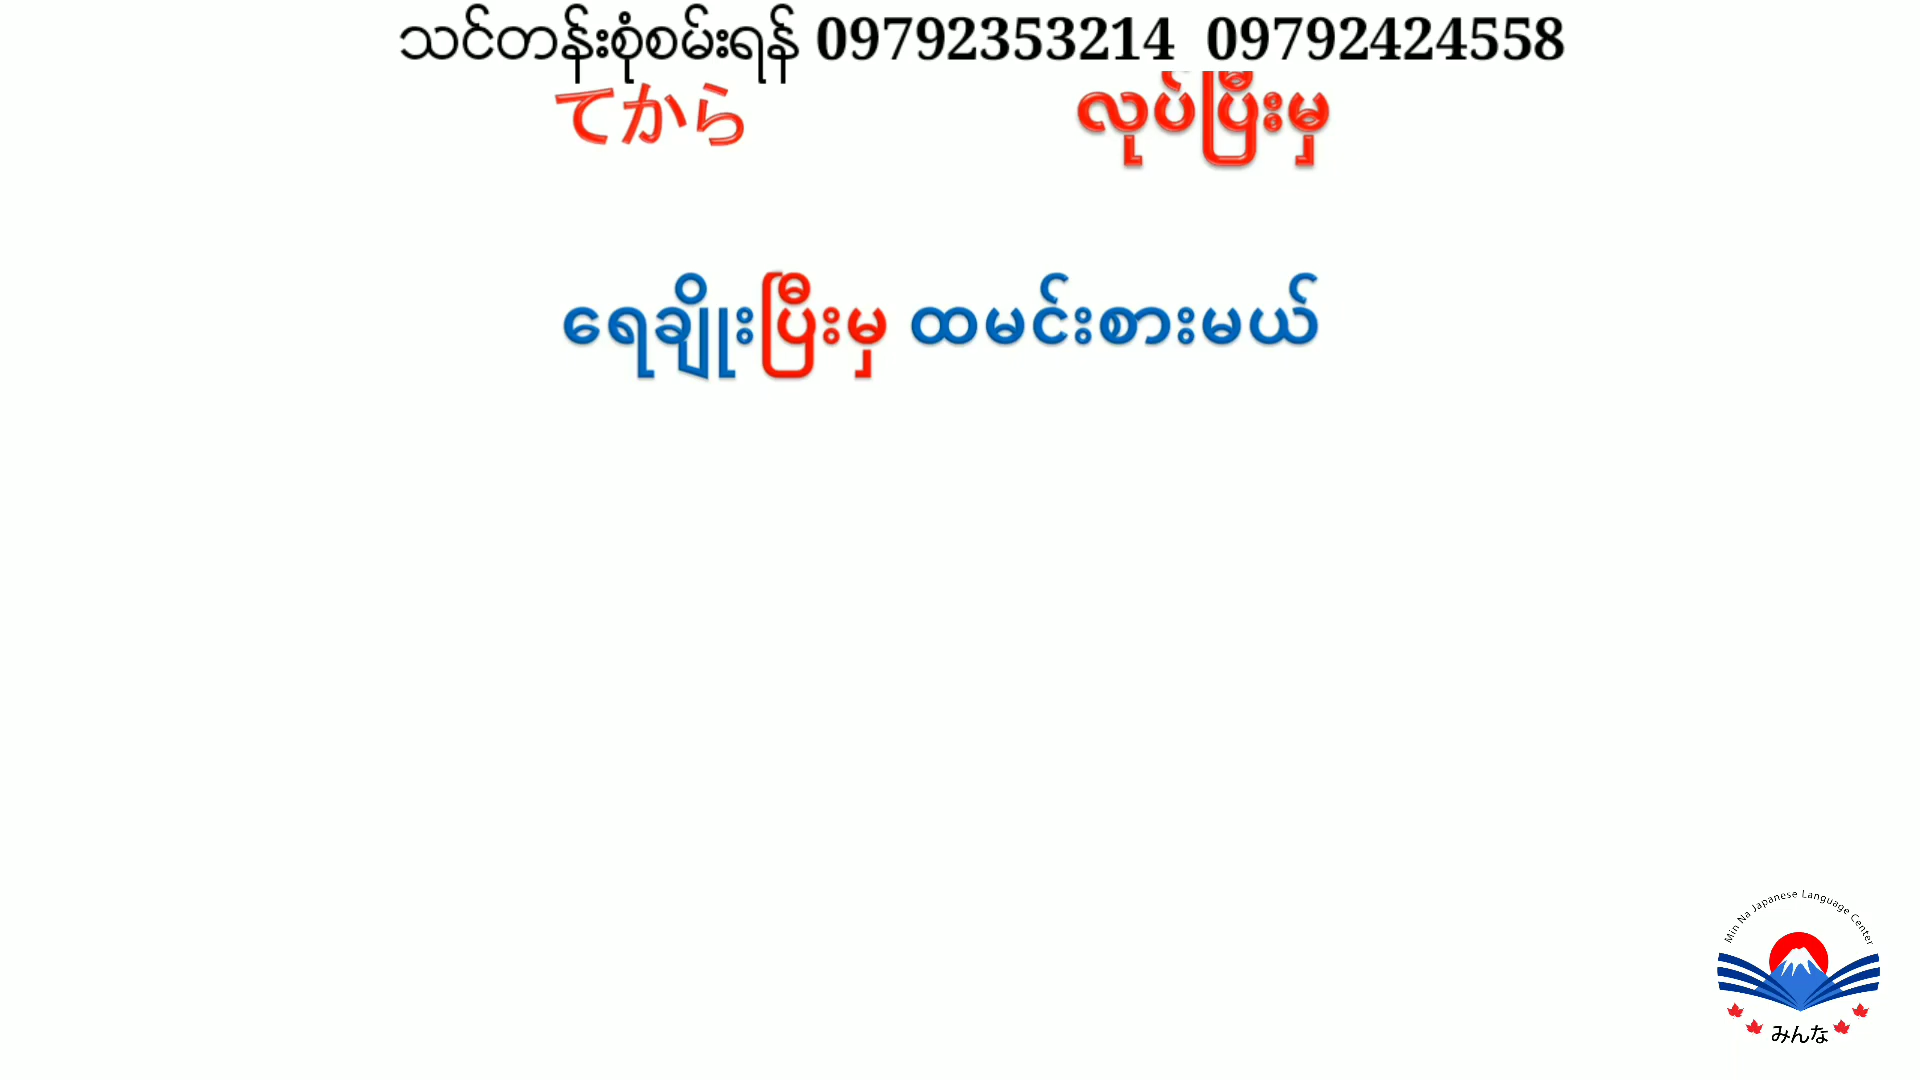 သင်တန်းစုံစမ်းရန် 09792353214 09792424558
てから လုပ်ပြီးမှ
ရေချိုးပြီးမှ ထမင်းစားမယ်
Min Na Japanese Language Center
みんな